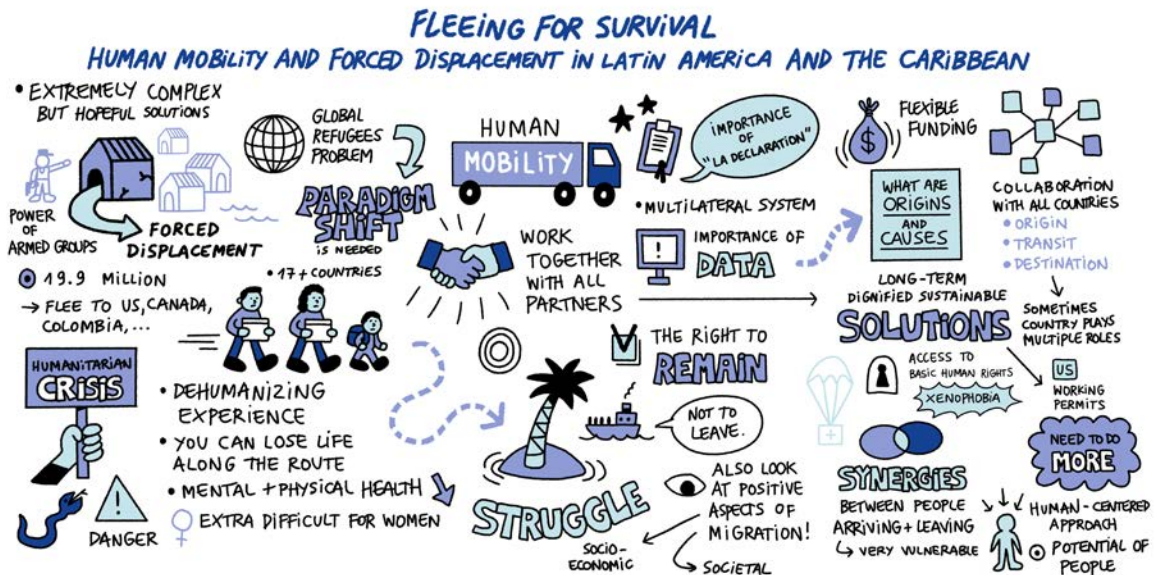 FLEEING FOR SURVIVAL
HUMAN MOBILITY AND FORCED DISPLACEMENT IN LATIN AMERICA AND THE CARIBBEAN
• EXTREMELY COMPLEX
BUT HOPEFUL SOLUTIONS
POWER
OF
ARMED GROUPS
FORCED
DISPLACEMENT
19.9 MILLION
→ FLEE TO US, CANADA,
COLOMBIA, ...
HUMANITARIAN
CRISIS
DANGER
GLOBAL
REFUGEES
PROBLEM
PARADIGM
SHIFT
IS NEEDED
• 17+ COUNTRIES
• DEHUMANIZING
EXPERIENCE
• YOU CAN LOSE LIFE
ALONG THE ROUTE
• MENTAL + PHYSICAL HEALTH
EXTRA DIFFICULT FOR WOMEN
HUMAN
MOBILITY
WORK
TOGETHER
WITH ALL
PARTNERS
IMPORTANCE
OF
"LA DECLARATION"
• MULTILATERAL SYSTEM
!
IMPORTANCE OF
DATA
THE RIGHT TO
REMAIN
NOT TO
LEAVE.
STRUGGLE
ALSO LOOK
AT POSITIVE
ASPECTS OF
MIGRATION!
SOCIO-
ECONOMIC
SOCIETAL
$
FLEXIBLE
FUNDING
WHAT ARE
ORIGINS
AND
CAUSES
COLLABORATION
WITH ALL COUNTRIES
• ORIGIN
• TRANSIT
• DESTINATION
SOMETIMES
COUNTRY PLAYS
MULTIPLE ROLES
LONG-TERM
DIGNIFIED SUSTAINABLE
SOLUTIONS
ACCESS TO
BASIC HUMAN RIGHTS
XENOPHOBIA
US
WORKING
PERMITS
NEED TO DO
MORE
SYNERGIES
BETWEEN PEOPLE
ARRIVING + LEAVING
↳ VERY VULNERABLE
HUMAN-CENTERED
APPROACH
POTENTIAL OF
PEOPLE